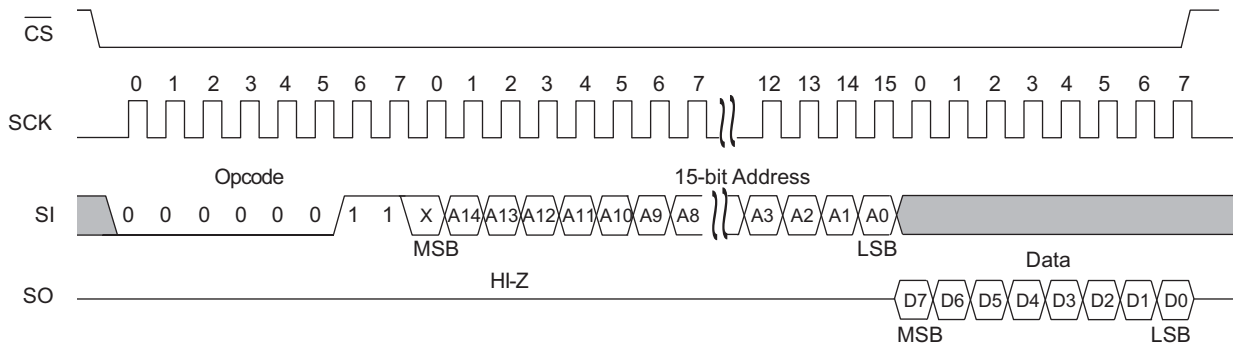 CS
0 1 2 3 4 5 6 7 0 1 2 3 4 5 6 7 12 13 14 15 0 1 2 3 4 5 6 7
SCK
Opcode 15-bit Address
SI 0 0 0 0 0 0 1 1 X A14 A13 A12 A11 A10 A9 A8 A3 A2 A1 A0
MSB LSB
HI-Z Data
SO D7 D6 D5 D4 D3 D2 D1 D0
MSB LSB